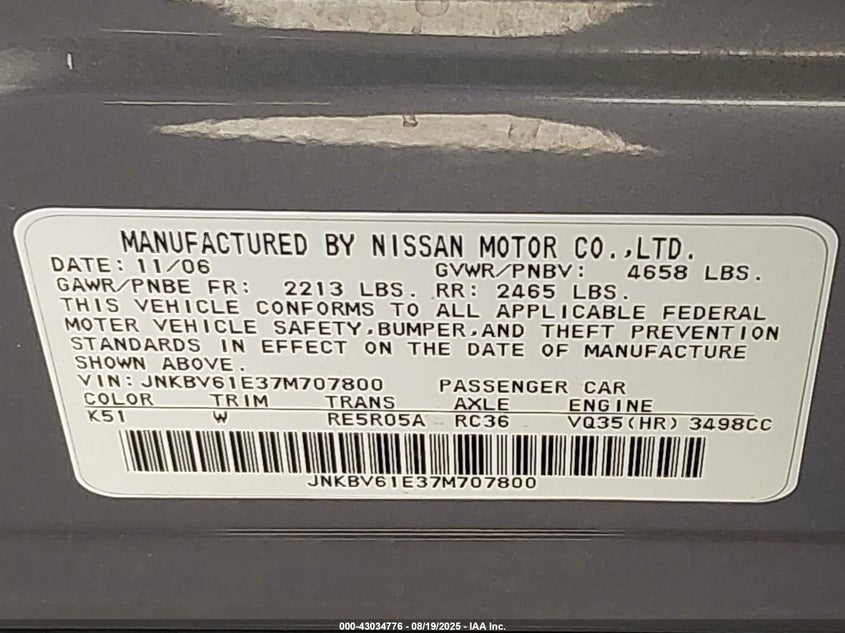 MANUFACTURED BY NISSAN MOTOR CO.,LTD.
DATE: 11/06 GVWR/PNBV: 4658 LBS.
GAWR/PNBE FR: 2213 LBS. RR: 2465 LBS.
THIS VEHICLE CONFORMS TO ALL APPLICABLE FEDERAL
MOTER VEHICLE SAFETY,BUMPER,AND THEFT PREVENTION
STANDARDS IN EFFECT ON THE DATE OF MANUFACTURE
SHOWN ABOVE.
VIN: JNKBV61E37M707800 PASSENGER CAR
COLOR TRIM TRANS AXLE ENGINE
K51 W RE5R05A RC36 VQ35(HR) 3498CC
JNKBV61E37M707800
000-43034776 - 08/19/2025 - IAA Inc.